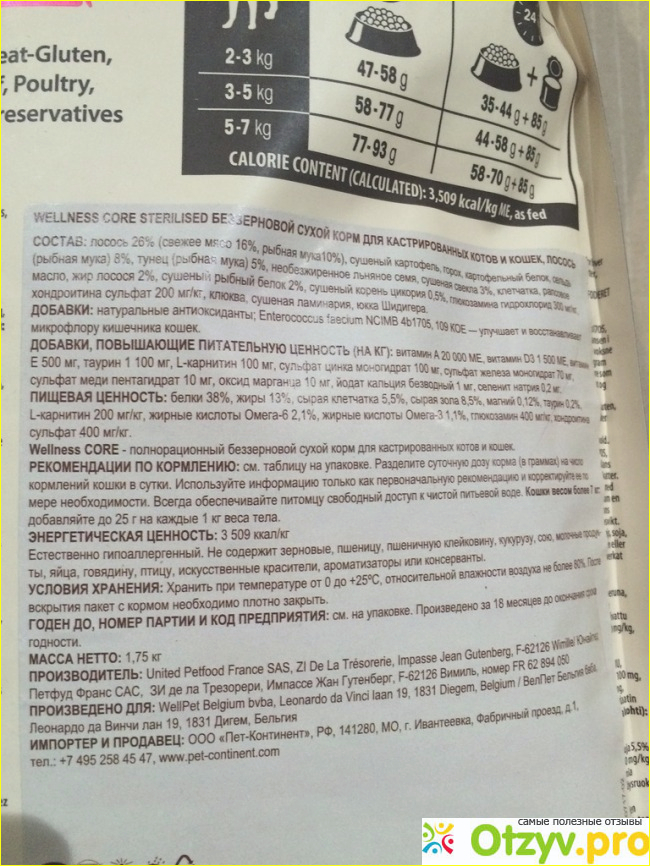 eat-Gluten,
Poultry,
reservatives
24
2-3 kg
47-58 g
35-44 g + 85 g
3-5 kg
58-77 g
44-58 g + 85 g
5-7 kg
77-93 g
58-70 g + 85 g
CALORIE CONTENT (CALCULATED): 3,509 kcal/kg ME, as fed
WELLNESS CORE STERILISED БЕЗЗЕРНОВОЙ СУХОЙ КОРМ ДЛЯ КАСТРИРОВАННЫХ КОТОВ И КОШЕК, ЛОСОСЬ
СОСТАВ: лосось 26% (свежее мясо 16%, рыбная мука10%), сушеный картофель, горох, картофельный белок, сельдь
(рыбная мука) 8%, тунец (рыбная мука) 5%, необезжиренное льняное семя, сушеная свекла 3%, клетчатка, рапсовое
масло, жир лосося 2%, сушеный рыбный белок 2%, сушеный корень цикория 0,5%, глюкозамина гидрохлорид 300 мг/кг,
хондроитина сульфат 200 мг/кг, клюква, сушеная ламинария, юкка Шидигера.
ДОБАВКИ: натуральные антиоксиданты; Enterococcus faecium NCIMB 4b1705, 109 КОЕ — улучшает и восстанавливает
микрофлору кишечника кошек.
ДОБАВКИ, ПОВЫШАЮЩИЕ ПИТАТЕЛЬНУЮ ЦЕННОСТЬ (НА КГ): витамин А 20 000 МЕ, витамин D3 1 500 МЕ, витамин
Е 500 мг, таурин 1 100 мг, L-карнитин 100 мг, сульфат цинка моногидрат 100 мг, сульфат железа моногидрат 70 мг,
сульфат меди пентагидрат 10 мг, оксид марганца 10 мг, йодат кальция безводный 1 мг, селенит натрия 0,2 мг.
ПИЩЕВАЯ ЦЕННОСТЬ: белки 38%, жиры 13%, сырая клетчатка 5,5%, сырая зола 8,5%, магний 0,12%, таурин 0,2%,
L-карнитин 200 мг/кг, жирные кислоты Омега-6 2,1%, жирные кислоты Омега-3 1,1%, глюкозамин 400 мг/кг, хондроитина
сульфат 400 мг/кг.
Wellness CORE - полнорационный беззерновой сухой корм для кастрированных котов и кошек.
РЕКОМЕНДАЦИИ ПО КОРМЛЕНИЮ: см. таблицу на упаковке. Разделите суточную дозу корма (в граммах) на число
кормлений кошки в сутки. Используйте информацию только как первоначальную рекомендацию и корректируйте ее по
мере необходимости. Всегда обеспечивайте питомцу свободный доступ к чистой питьевой воде. Кошки весом более 7 кг:
добавляйте до 25 г на каждые 1 кг веса тела.
ЭНЕРГЕТИЧЕСКАЯ ЦЕННОСТЬ: 3 509 ккал/кг
Естественно гипоаллергенный. Не содержит зерновые, пшеницу, пшеничную клейковину, кукурузу, сою, молочные продук-
ты, яйца, говядину, птицу, искусственные красители, ароматизаторы или консерванты.
УСЛОВИЯ ХРАНЕНИЯ: Хранить при температуре от 0 до +25°С, относительной влажности воздуха не более 80%. После
вскрытия пакет с кормом необходимо плотно закрыть.
ГОДЕН ДО, НОМЕР ПАРТИИ И КОД ПРЕДПРИЯТИЯ: см. на упаковке. Произведено за 18 месяцев до окончания срока
годности.
МАССА НЕТТО: 1,75 кг
ПРОИЗВОДИТЕЛЬ: United Petfood France SAS, ZI De La Trésorerie, Impasse Jean Gutenberg, F-62126 Wimille/ Юнайтед
Петфуд Франс САС, ЗИ де ла Трезорери, Импассе Жан Гутенберг, F-62126 Вимиль, номер FR 62 894 050
ПРОИЗВЕДЕНО ДЛЯ: WellPet Belgium bvba, Leonardo da Vinci laan 19, 1831 Diegem, Belgium / ВелПет Бельгия бвба,
Леонардо да Винчи лан 19, 1831 Дигем, Бельгия
ИМПОРТЕР И ПРОДАВЕЦ: ООО «Пет-Континент», РФ, 141280, МО, г. Ивантеевка, Фабричный проезд, д.1,
тел.: +7 495 258 45 47, www.pet-continent.com
самые полезные отзывы
Otzyv.pro